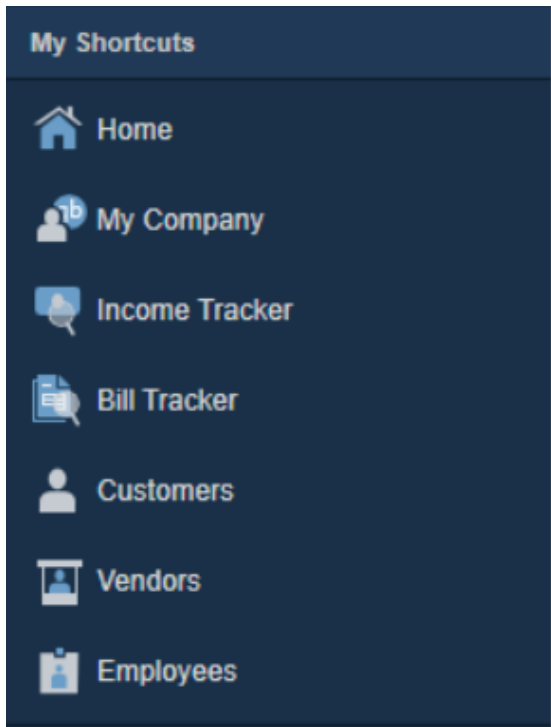 My Shortcuts
Home
My Company
Income Tracker
Bill Tracker
Customers
Vendors
Employees